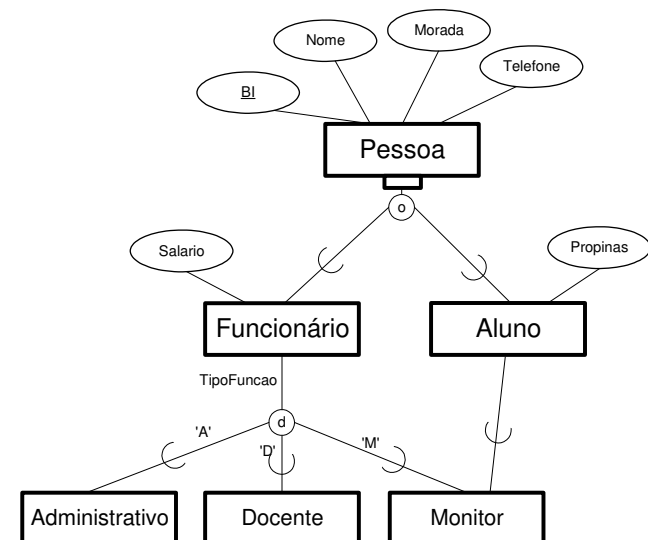 Morada
Nome
Telefone
BI
Pessoa
o
Salario
Propinas
Funcionário
Aluno
TipoFuncao
d
'A'
'D'
'M'
Administrativo
Docente
Monitor